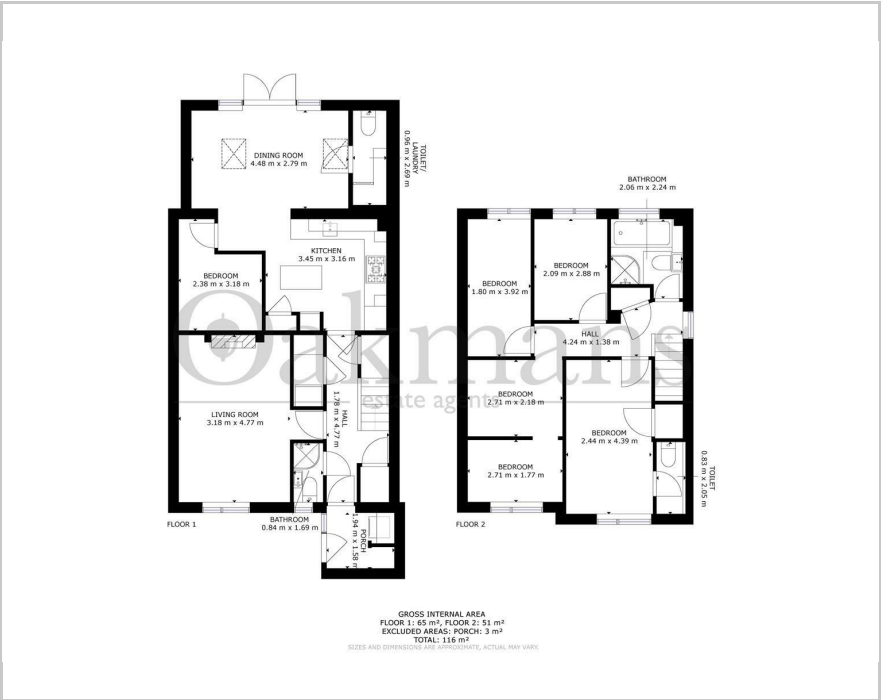 DINING ROOM
4.48 m x 2.79 m
TOILET/
LAUNDRY
0.96 m x 2.69 m
KITCHEN
3.45 m x 3.16 m
BEDROOM
2.38 m x 3.18 m
LIVING ROOM
3.18 m x 4.77 m
HALL
1.78 m x 4.77 m
BATHROOM
0.84 m x 1.69 m
PORCH
1.94 m x 1.58 m
FLOOR 1
BATHROOM
2.06 m x 2.24 m
BEDROOM
2.09 m x 2.88 m
BEDROOM
1.80 m x 3.92 m
HALL
4.24 m x 1.38 m
BEDROOM
2.71 m x 2.18 m
BEDROOM
2.44 m x 4.39 m
BEDROOM
2.71 m x 1.77 m
TOILET
0.83 m x 2.05 m
FLOOR 2
Oakmans
estate agents
GROSS INTERNAL AREA
FLOOR 1: 65 m², FLOOR 2: 51 m²
EXCLUDED AREAS: PORCH: 3 m²
TOTAL: 116 m²
SIZES AND DIMENSIONS ARE APPROXIMATE, ACTUAL MAY VARY.